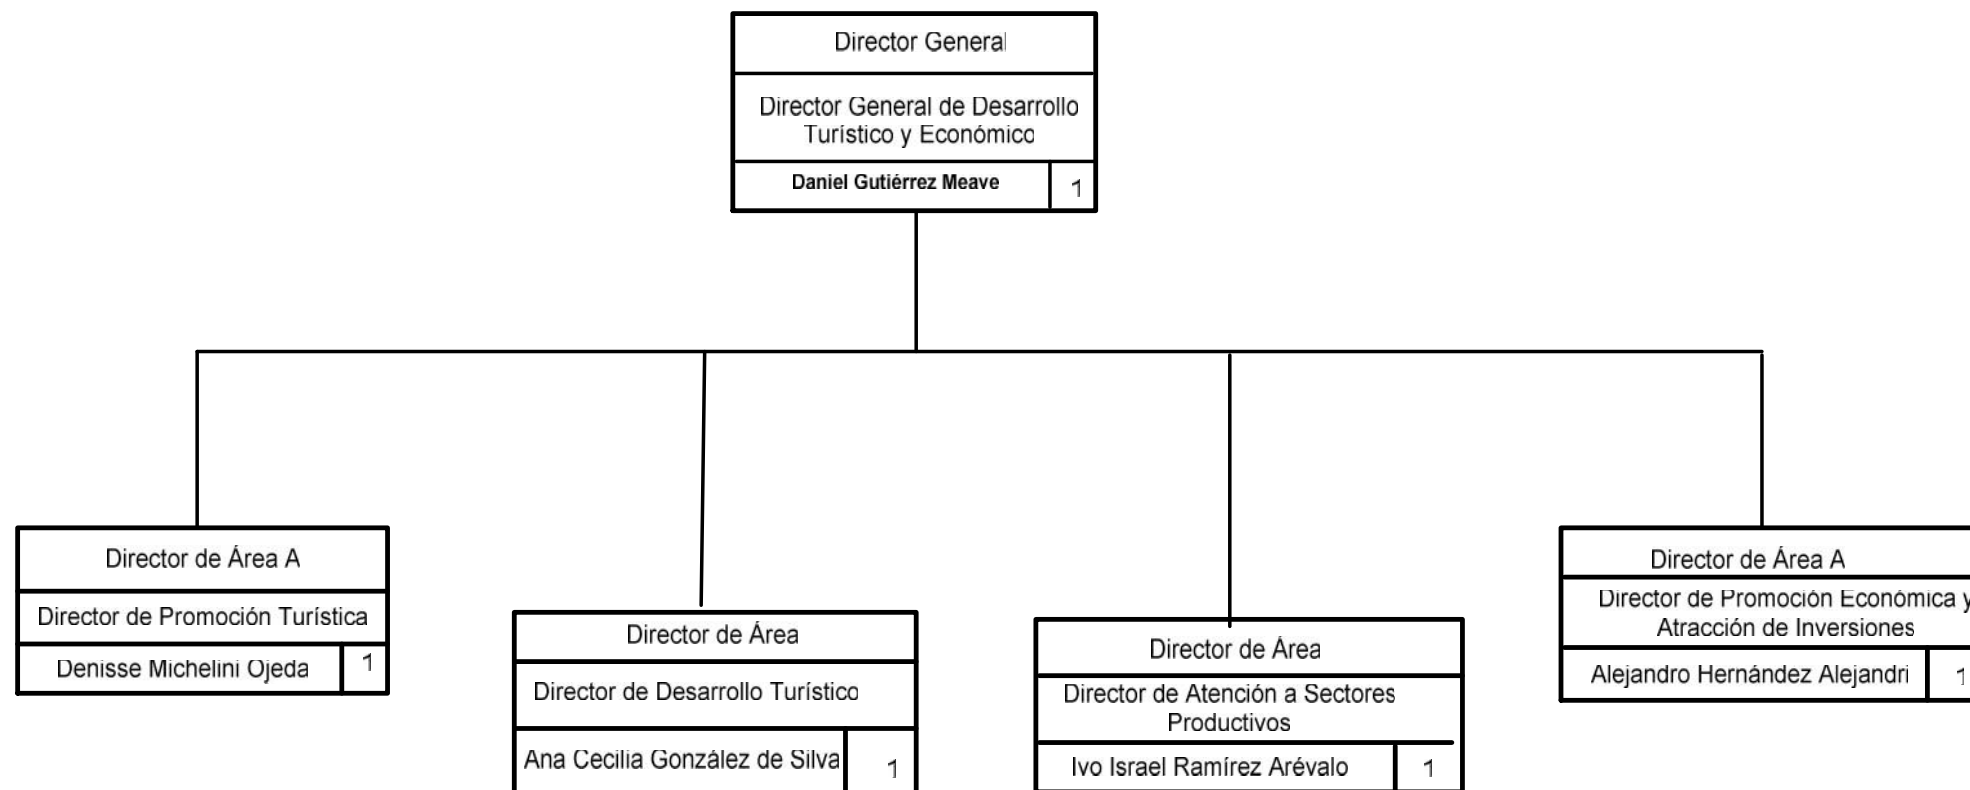 Director General
Director General de Desarrollo
Turístico y Económico
Daniel Gutiérrez Meave
1
Director de Área A
Director de Promoción Turística
Denisse Michelini Ojeda
1
Director de Área
Director de Desarrollo Turístico
Ana Cecilia González de Silva
1
Director de Área
Director de Atención a Sectores
Productivos
Ivo Israel Ramírez Arévalo
1
Director de Área A
Director de Promoción Económica y
Atracción de Inversiones
Alejandro Hernández Alejandri
1